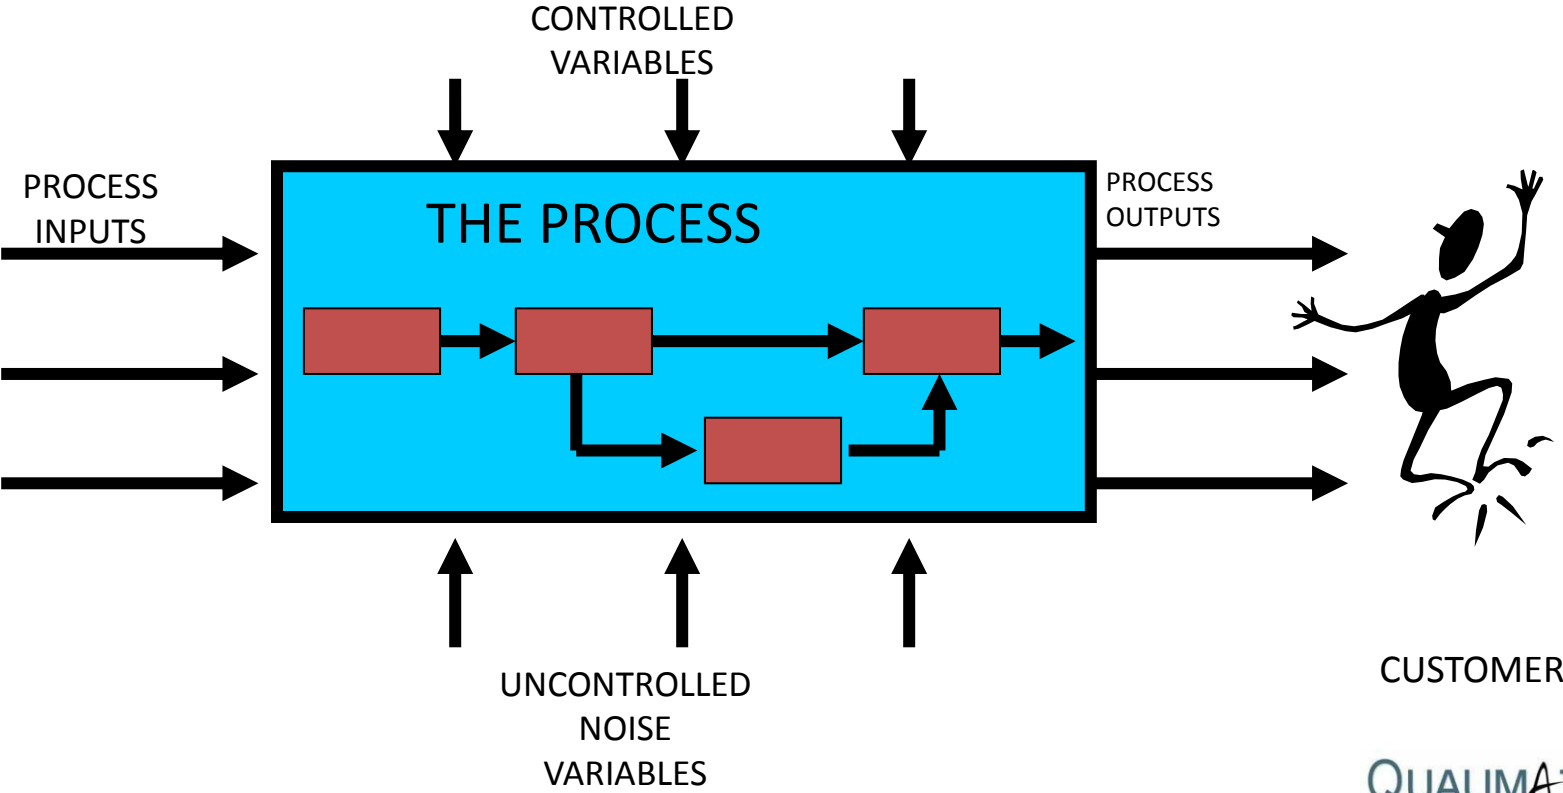 CONTROLLED
VARIABLES
PROCESS
INPUTS
THE PROCESS
PROCESS
OUTPUTS
CUSTOMER
UNCONTROLLED
NOISE
VARIABLES